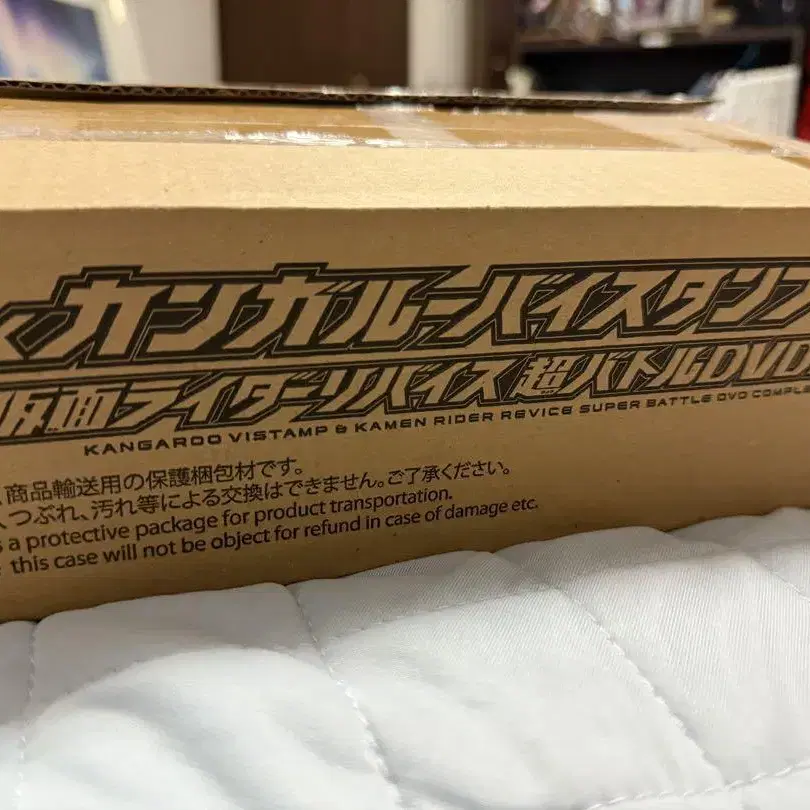 カンガルーバイスタンプ
仮面ライダーリバイス 超バトルDVD
KANGAROO VISTAMP & KAMEN RIDER REVICE SUPER BATTLE DVD COMPLE
商品輸送用の保護梱包材です。
、つぶれ、汚れ等による交換はできません。ご了承ください。
a protective package for product transportation.
this case will not be object for refund in case of damage etc.